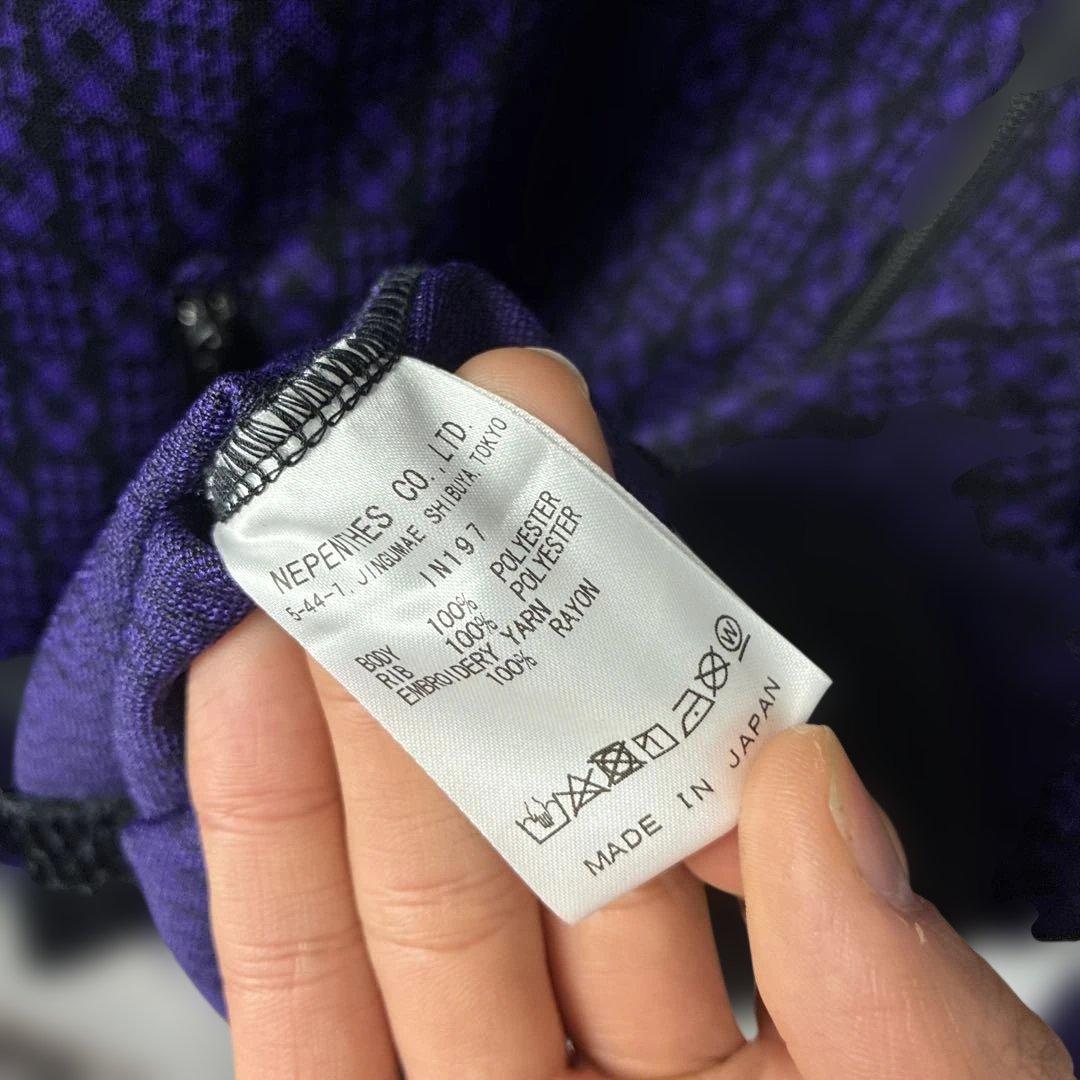 NEPENTHES CO.,LTD.
5-44-7, JINGUMAE SHIBUYA, TOKYO
IN197
BODY 100% POLYESTER
RIB 100% POLYESTER
EMBROIDERY YARN
100% RAYON
W
MADE IN JAPAN